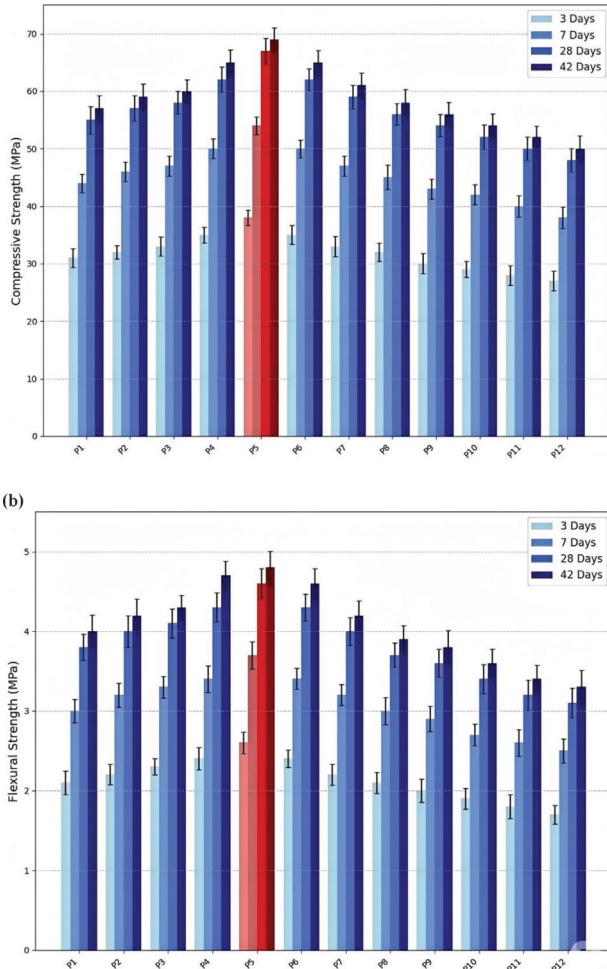 Compressive Strength (MPa)
70
60
50
40
30
20
10
0
3 Days
7 Days
28 Days
42 Days
P1
P2
P3
P4
P5
P6
P7
P8
P9
P10
P11
P12
(b)
Flexural Strength (MPa)
5
4
3
2
1
0
3 Days
7 Days
28 Days
42 Days
P1
P2
P3
P4
P5
P6
P7
P8
P9
P10
P11
P12